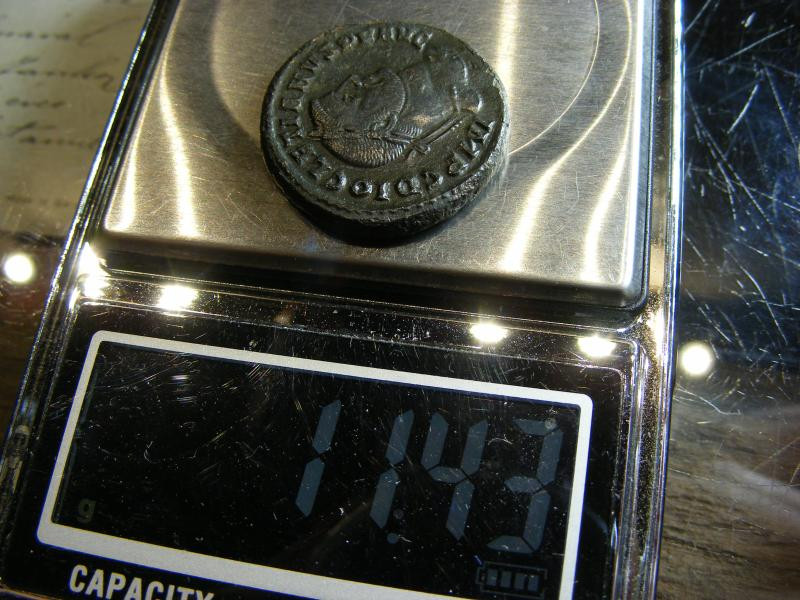 IMP C DIOCLETIANVS P F AVG
11.43
g
CAPACITY